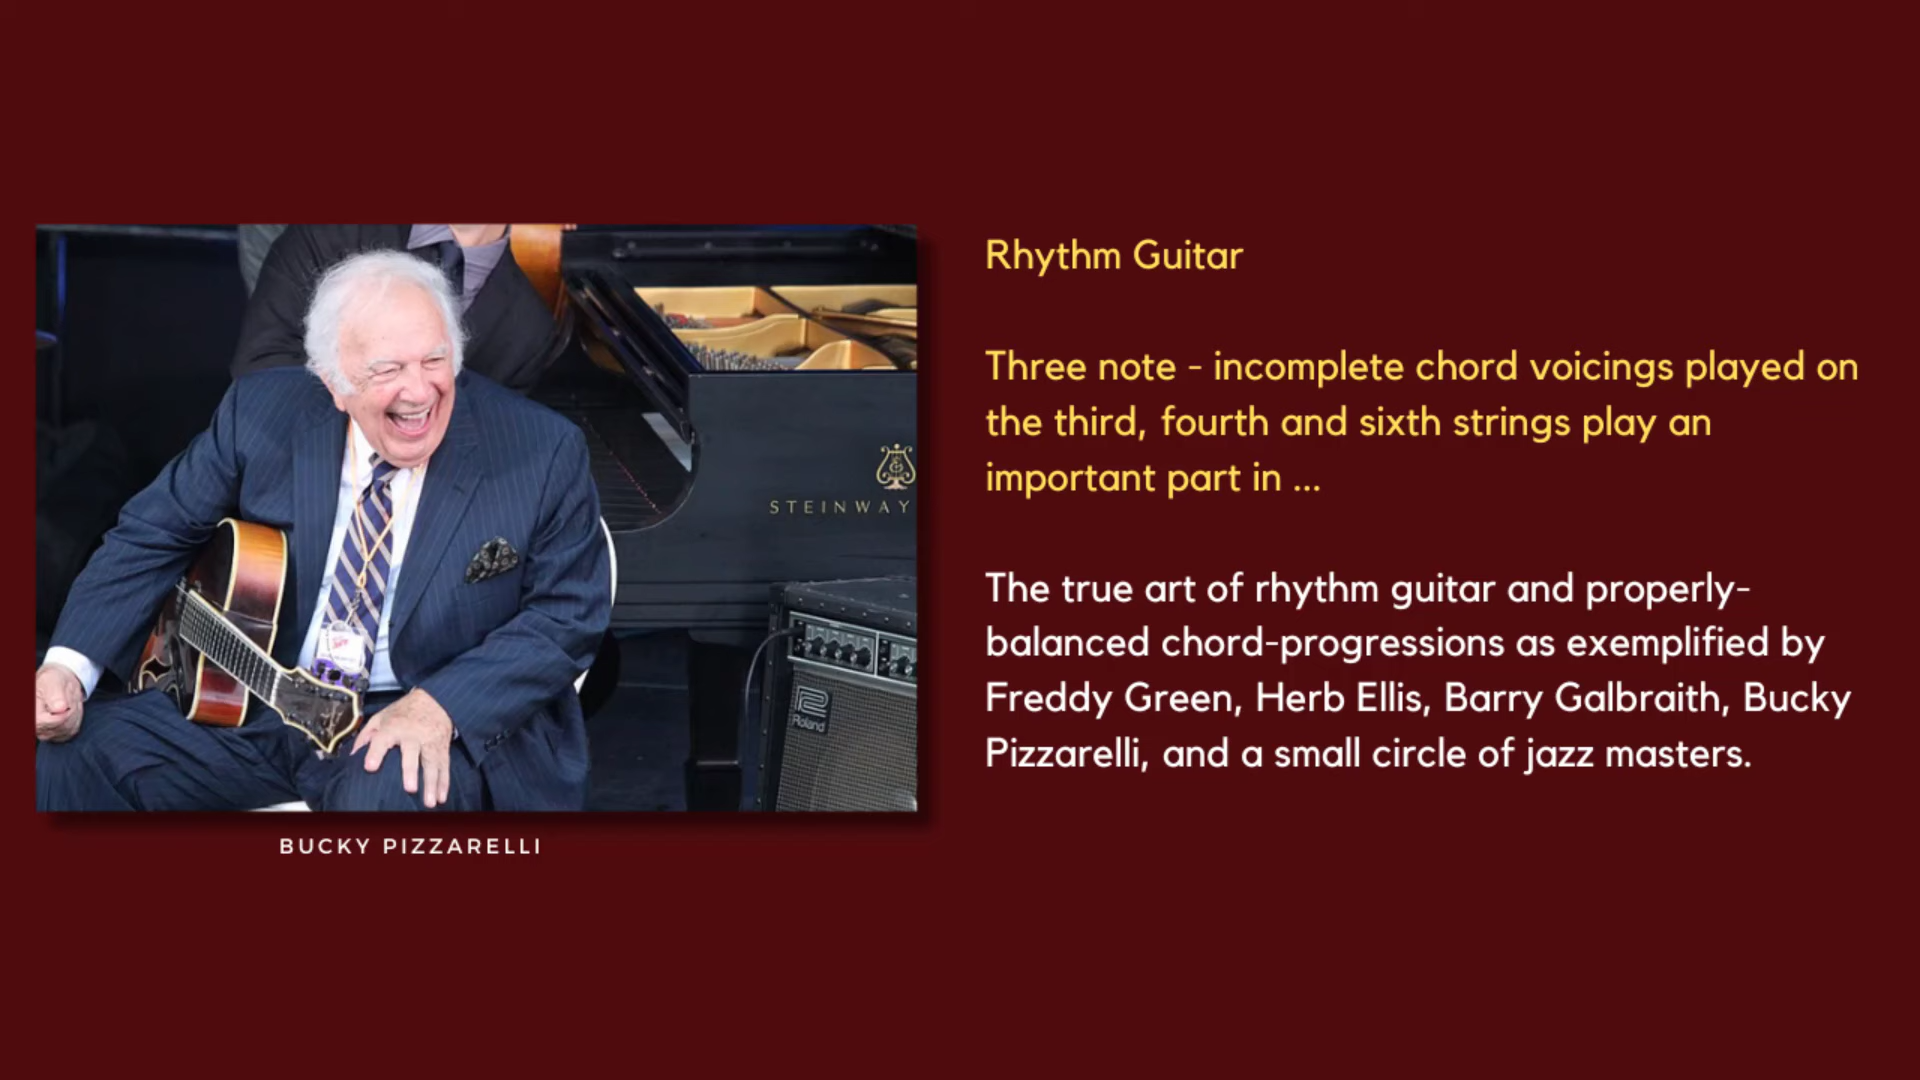 Rhythm Guitar
Three note - incomplete chord voicings played on
the third, fourth and sixth strings play an
important part in ...
The true art of rhythm guitar and properly-
balanced chord-progressions as exemplified by
Freddy Green, Herb Ellis, Barry Galbraith, Bucky
Pizzarelli, and a small circle of jazz masters.
STEINWAY
Roland
BUCKY PIZZARELLI